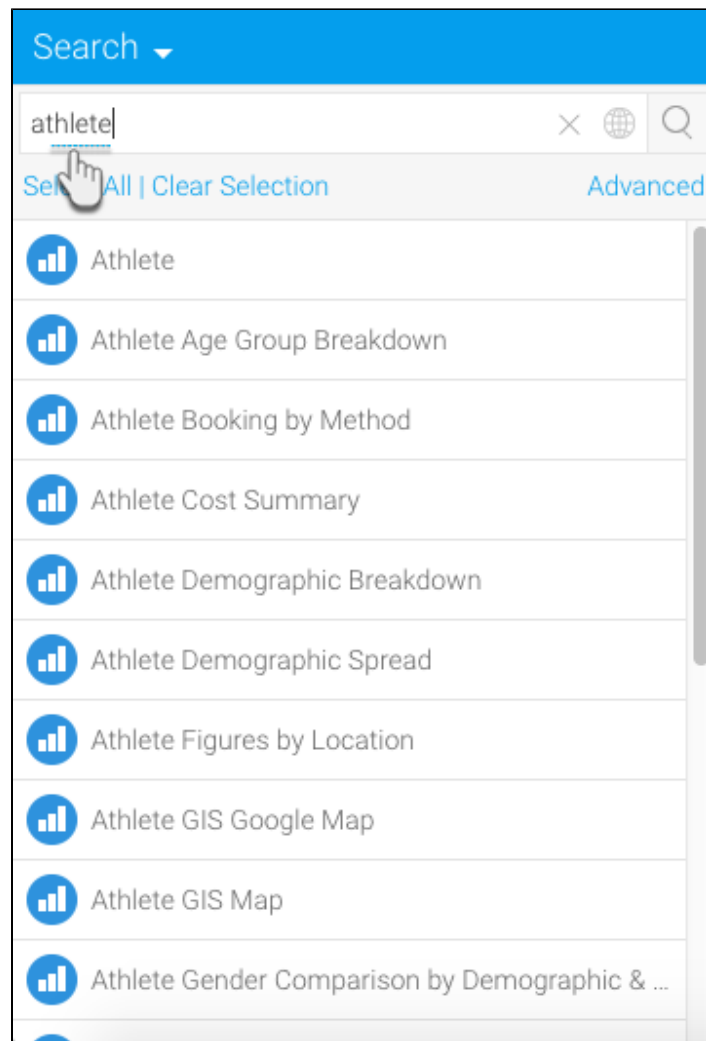 Search
athlete
Select All | Clear Selection Advanced
Athlete
Athlete Age Group Breakdown
Athlete Booking by Method
Athlete Cost Summary
Athlete Demographic Breakdown
Athlete Demographic Spread
Athlete Figures by Location
Athlete GIS Google Map
Athlete GIS Map
Athlete Gender Comparison by Demographic & ...